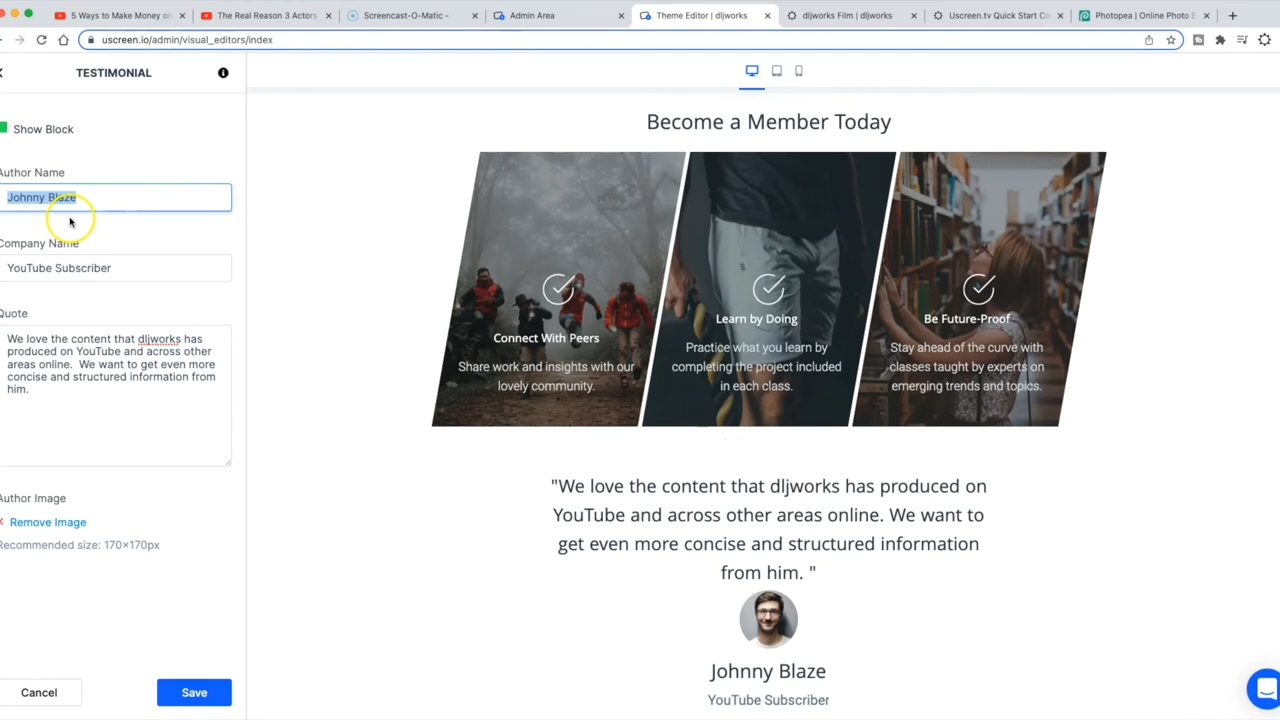 5 Ways to Make Money on
The Real Reason 3 Actors
Screencast-O-Matic -
Admin Area
Theme Editor | dljworks
dljworks Film | dljworks
Uscreen.tv Quick Start Co
Photopea | Online Photo E
uscreen.io/admin/visual_editors/index
TESTIMONIAL
Show Block
Author Name
Johnny Blaze
Company Name
YouTube Subscriber
Quote
We love the content that dljworks has
produced on YouTube and across other
areas online. We want to get even more
concise and structured information from
him.
Author Image
Remove Image
Recommended size: 170×170px
Cancel
Save
Become a Member Today
Connect With Peers
Share work and insights with our
lovely community.
Learn by Doing
Practice what you learn by
completing the project included
in each class.
Be Future-Proof
Stay ahead of the curve with
classes taught by experts on
emerging trends and topics.
"We love the content that dljworks has produced on
YouTube and across other areas online. We want to
get even more concise and structured information
from him. "
Johnny Blaze
YouTube Subscriber